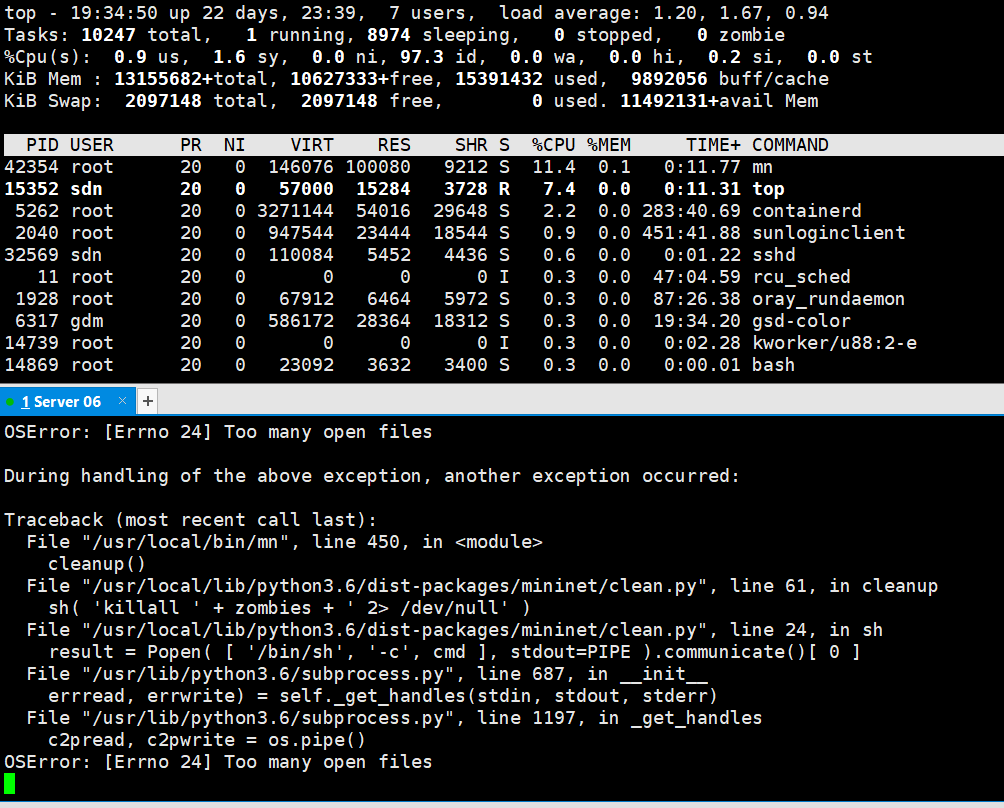 top - 19:34:50 up 22 days, 23:39,  7 users,  load average: 1.20, 1.67, 0.94
Tasks: 10247 total,   1 running, 8974 sleeping,   0 stopped,   0 zombie
%Cpu(s):  0.9 us,  1.6 sy,  0.0 ni, 97.3 id,  0.0 wa,  0.0 hi,  0.2 si,  0.0 st
KiB Mem : 13155682+total, 10627333+free, 15391432 used,  9892056 buff/cache
KiB Swap:  2097148 total,  2097148 free,        0 used. 11492131+avail Mem
  PID USER      PR  NI    VIRT    RES    SHR S  %CPU %MEM     TIME+ COMMAND
42354 root      20   0  146076 100080   9212 S  11.4  0.1   0:11.77 mn
15352 sdn       20   0   57000  15284   3728 R   7.4  0.0   0:11.31 top
 5262 root      20   0 3271144  54016  29648 S   2.2  0.0 283:40.69 containerd
 2040 root      20   0  947544  23444  18544 S   0.9  0.0 451:41.88 sunloginclient
32569 sdn       20   0  110084   5452   4436 S   0.6  0.0   0:01.22 sshd
   11 root      20   0       0      0      0 I   0.3  0.0  47:04.59 rcu_sched
 1928 root      20   0   67912   6464   5972 S   0.3  0.0  87:26.38 oray_rundaemon
 6317 gdm       20   0  586172  28364  18312 S   0.3  0.0  19:34.20 gsd-color
14739 root      20   0       0      0      0 I   0.3  0.0   0:02.28 kworker/u88:2-e
14869 root      20   0   23092   3632   3400 S   0.3  0.0   0:00.01 bash
1 Server 06 × +
OSError: [Errno 24] Too many open files
During handling of the above exception, another exception occurred:
Traceback (most recent call last):
  File "/usr/local/bin/mn", line 450, in <module>
    cleanup()
  File "/usr/local/lib/python3.6/dist-packages/mininet/clean.py", line 61, in cleanup
    sh( 'killall ' + zombies + ' 2> /dev/null' )
  File "/usr/local/lib/python3.6/dist-packages/mininet/clean.py", line 24, in sh
    result = Popen( [ '/bin/sh', '-c', cmd ], stdout=PIPE ).communicate()[ 0 ]
  File "/usr/lib/python3.6/subprocess.py", line 687, in __init__
    errread, errwrite) = self._get_handles(stdin, stdout, stderr)
  File "/usr/lib/python3.6/subprocess.py", line 1197, in _get_handles
    c2pread, c2pwrite = os.pipe()
OSError: [Errno 24] Too many open files